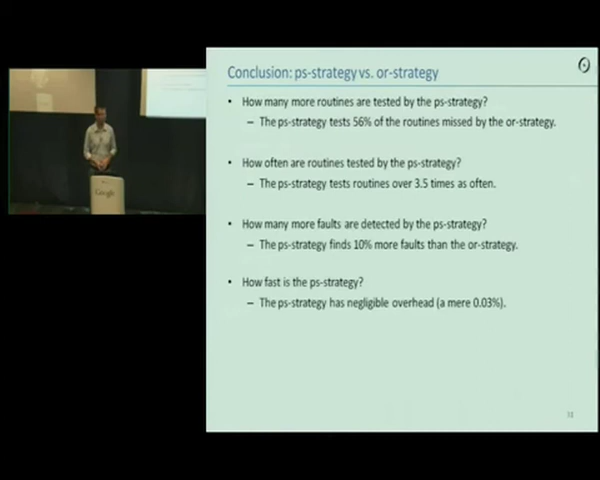 Conclusion: ps-strategy vs. or-strategy
• How many more routines are tested by the ps-strategy?
– The ps-strategy tests 56% of the routines missed by the or-strategy.
• How often are routines tested by the ps-strategy?
– The ps-strategy tests routines over 3.5 times as often.
• How many more faults are detected by the ps-strategy?
– The ps-strategy finds 10% more faults than the or-strategy.
• How fast is the ps-strategy?
– The ps-strategy has negligible overhead (a mere 0.03%).
Google